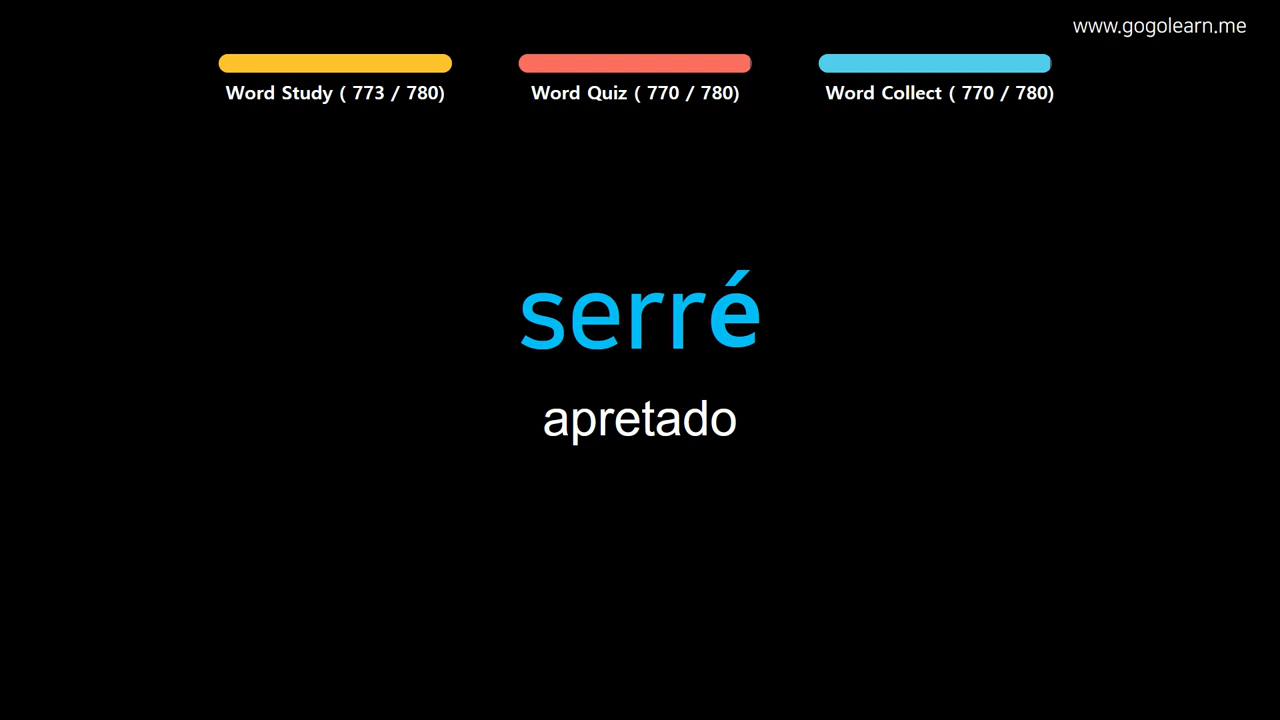 www.gogolearn.me
Word Study ( 773 / 780)
Word Quiz ( 770 / 780)
Word Collect ( 770 / 780)
serré
apretado